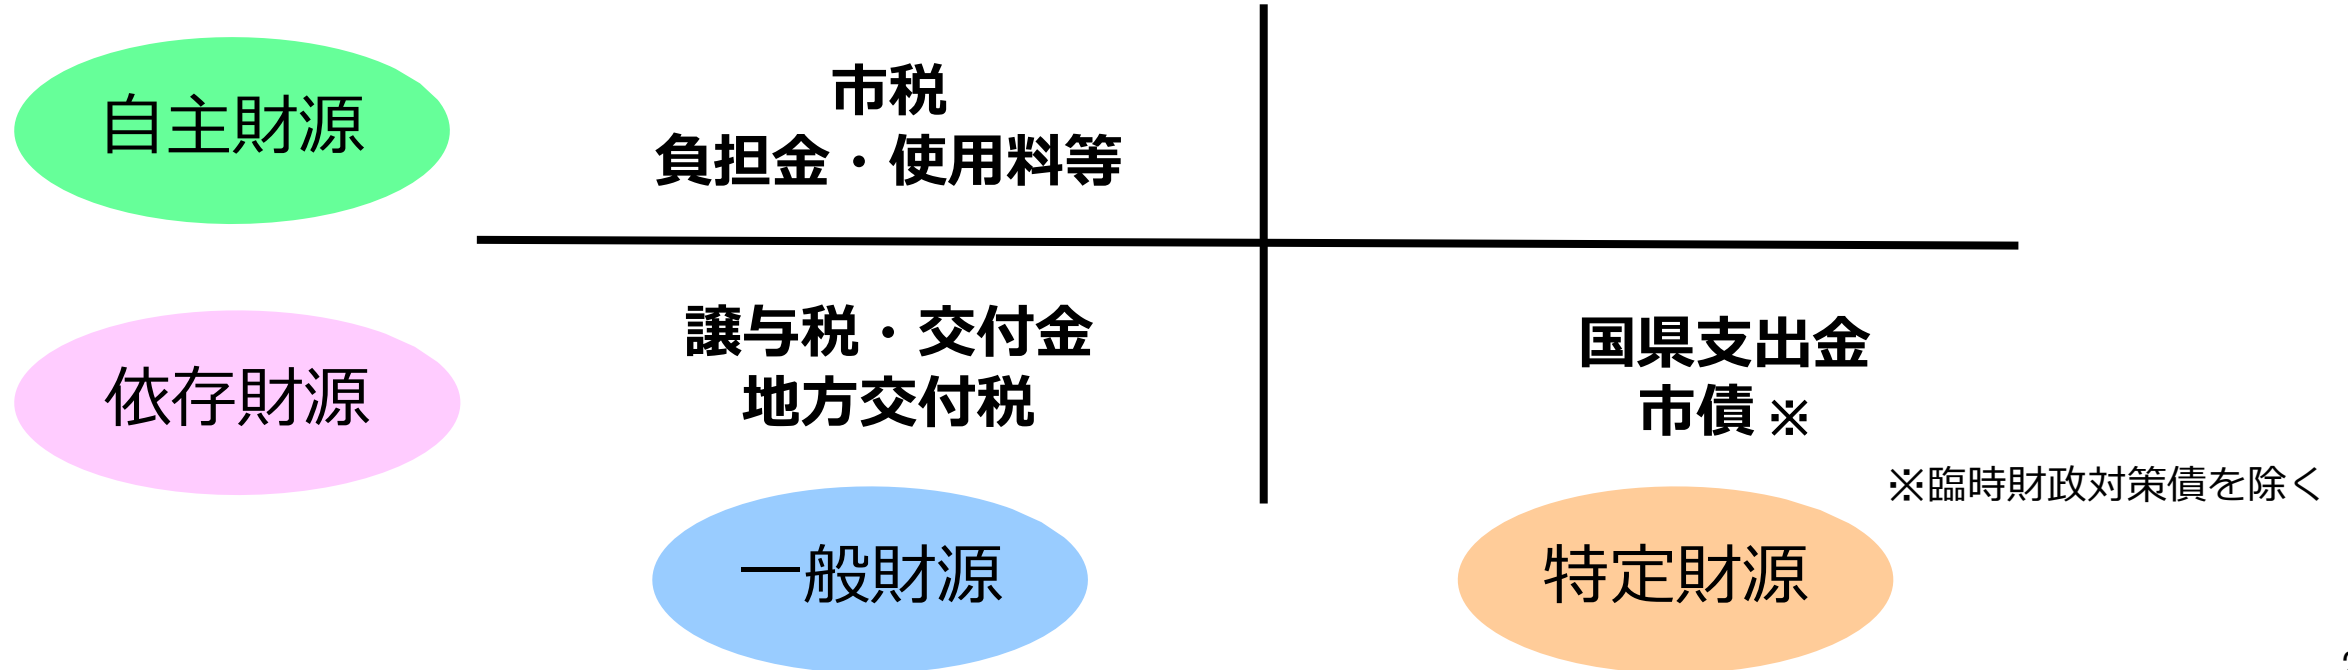 自主財源
市税
負担金・使用料等
依存財源
譲与税・交付金
地方交付税
国県支出金
市債 ※
※臨時財政対策債を除く
一般財源
特定財源